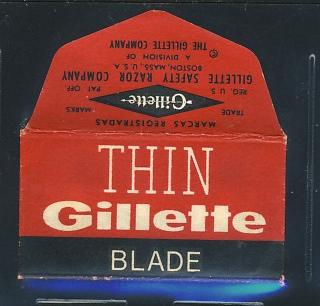 © THE GILLETTE COMPANY
A DIVISION OF
BOSTON, MASS., U.S.A.
GILLETTE SAFETY RAZOR COMPANY
REG. U.S. PAT. OFF.
Gillette
TRADE MARKS
MARCAS REGISTRADAS
THIN
Gillette
BLADE